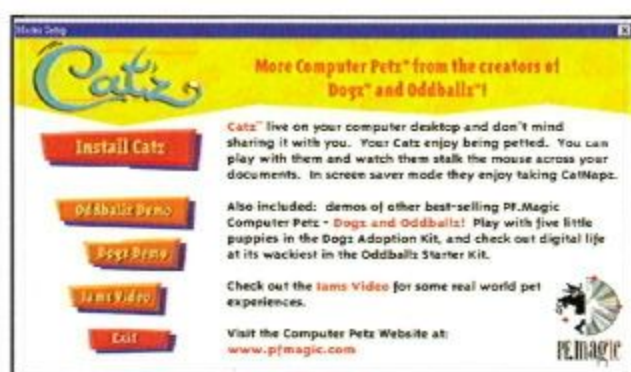 Master Setup
Catz
More Computer Petz™ from the creators of
Dogz™ and Oddballz™!
Install Catz
Oddballz Demo
Dogz Demo
Iams Video
Exit
Catz™ live on your computer desktop and don't mind
sharing it with you. Your Catz enjoy being petted. You can
play with them and watch them stalk the mouse across your
documents. In screen saver mode they enjoy taking CatNapz.
Also included: demos of other best-selling PF.Magic
Computer Petz - Dogz and Oddballz! Play with five little
puppies in the Dogz Adoption Kit, and check out digital life
at its wackiest in the Oddballz Starter Kit.
Check out the Iams Video for some real world pet
experiences.
Visit the Computer Petz Website at:
www.pfmagic.com
PF.Magic